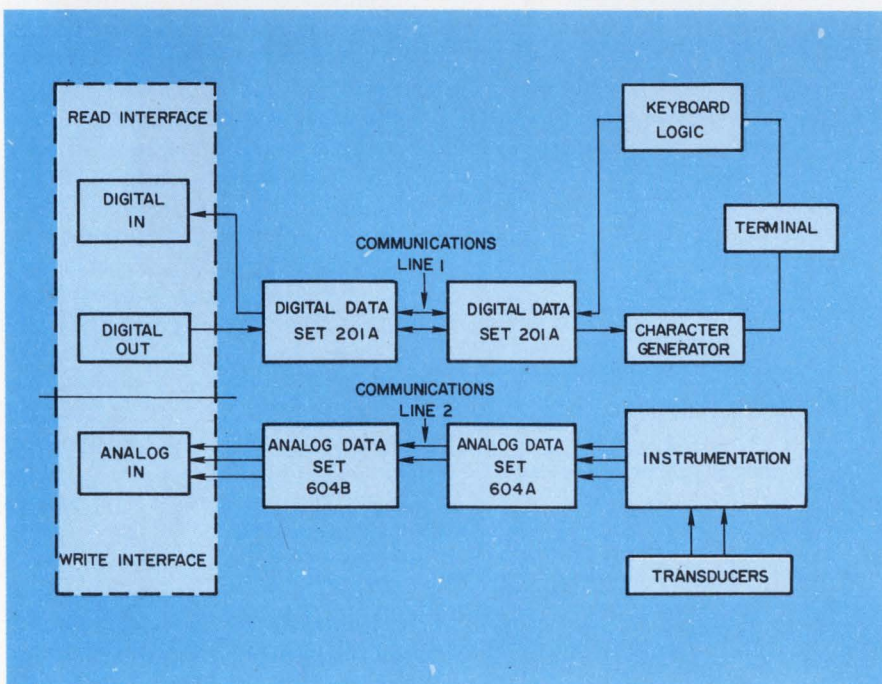 READ INTERFACE
DIGITAL
IN
DIGITAL
OUT
ANALOG
IN
WRITE INTERFACE
COMMUNICATIONS
LINE 1
DIGITAL DATA
SET 201A
DIGITAL DATA
SET 201A
KEYBOARD
LOGIC
TERMINAL
CHARACTER
GENERATOR
COMMUNICATIONS
LINE 2
ANALOG DATA
SET
604B
ANALOG DATA
SET
604A
INSTRUMENTATION
TRANSDUCERS